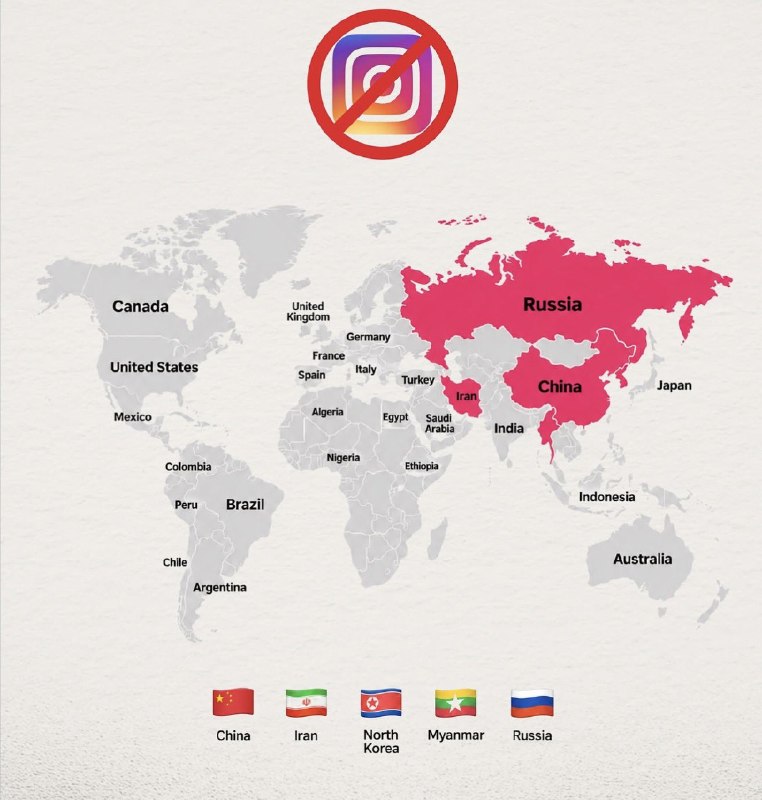 Canada
United
Kingdom
Russia
Germany
France
United States
Italy
Spain
Turkey
China
Japan
Iran
Mexico
Algeria
Egypt
Saudi
Arabia
India
Nigeria
Ethiopia
Colombia
Indonesia
Peru
Brazil
Chile
Australia
Argentina
China
Iran
North
Korea
Myanmar
Russia